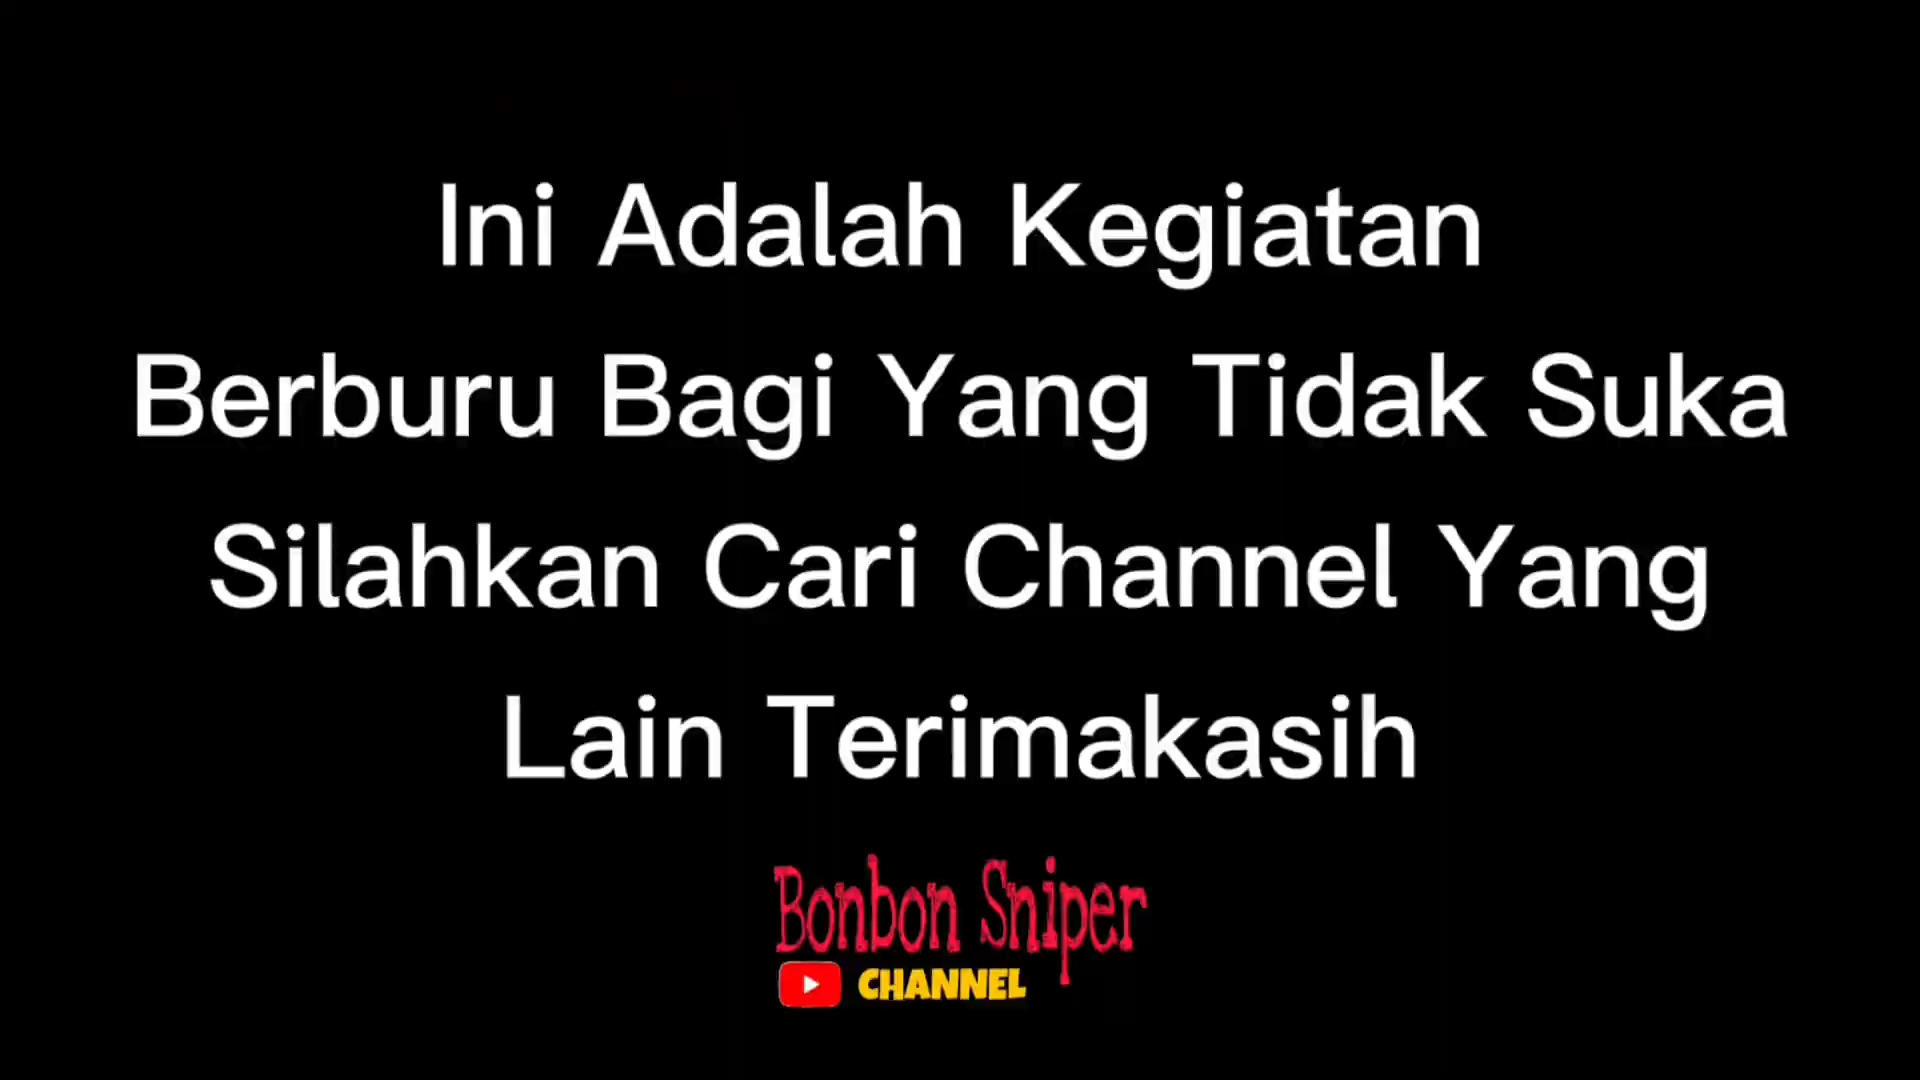 Ini Adalah Kegiatan
Berburu Bagi Yang Tidak Suka
Silahkan Cari Channel Yang
Lain Terimakasih
Bonbon Sniper
CHANNEL